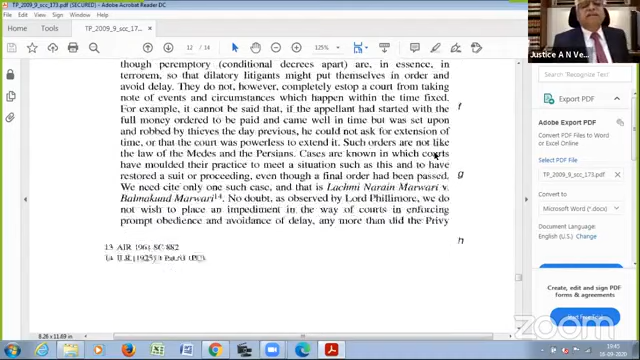 TP_2009_9_scc_173.pdf (SECURED) - Adobe Acrobat Reader DC
File Edit View Window Help
Home Tools TP_2009_9_scc_173...
12 / 14 125%
Justice A N Ve
though peremptory (conditional decrees apart) are, in essence, in
terrorem, so that dilatory litigants might put themselves in order and
avoid delay. They do not, however, completely estop a court from taking
note of events and circumstances which happen within the time fixed.
For example, it cannot be said that, if the appellant had started with the
full money ordered to be paid and came well in time but was set upon
and robbed by thieves the day previous, he could not ask for extension of
time, or that the court was powerless to extend it. Such orders are not like
the law of the Medes and the Persians. Cases are known in which courts
have moulded their practice to meet a situation such as this and to have
restored a suit or proceeding, even though a final order had been passed.
We need cite only one such case, and that is Lachmi Narain Marwari v.
Balmakund Marwari14. No doubt, as observed by Lord Phillimore, we do
not wish to place an impediment in the way of courts in enforcing
prompt obedience and avoidance of delay, any more than did the Privy
f
g
h
13 AIR 1961 SC 882
8.26 x 11.69 in
Search 'Recognize Text'
Export PDF
Adobe Export PDF
Convert PDF Files to Word
or Excel Online
Select PDF File
TP_2009_9_scc_173.pdf
Convert to
Microsoft Word (*.docx)
Document Language:
English (U.S.) Change
Create, edit and sign PDF
forms & agreements
Start Free Trial
zoom
19:45
16-09-2020